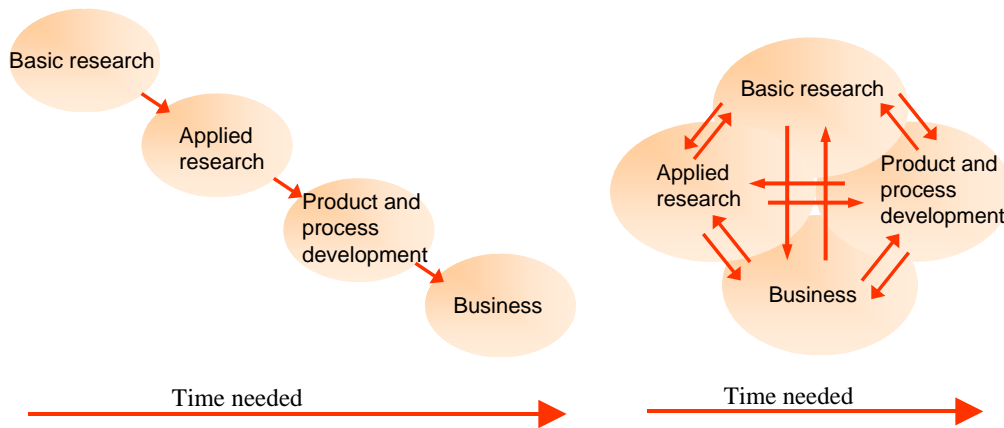 Basic research
Applied
research
Product and
process
development
Business
Time needed
Basic research
Applied
research
Product and
process
development
Business
Time needed